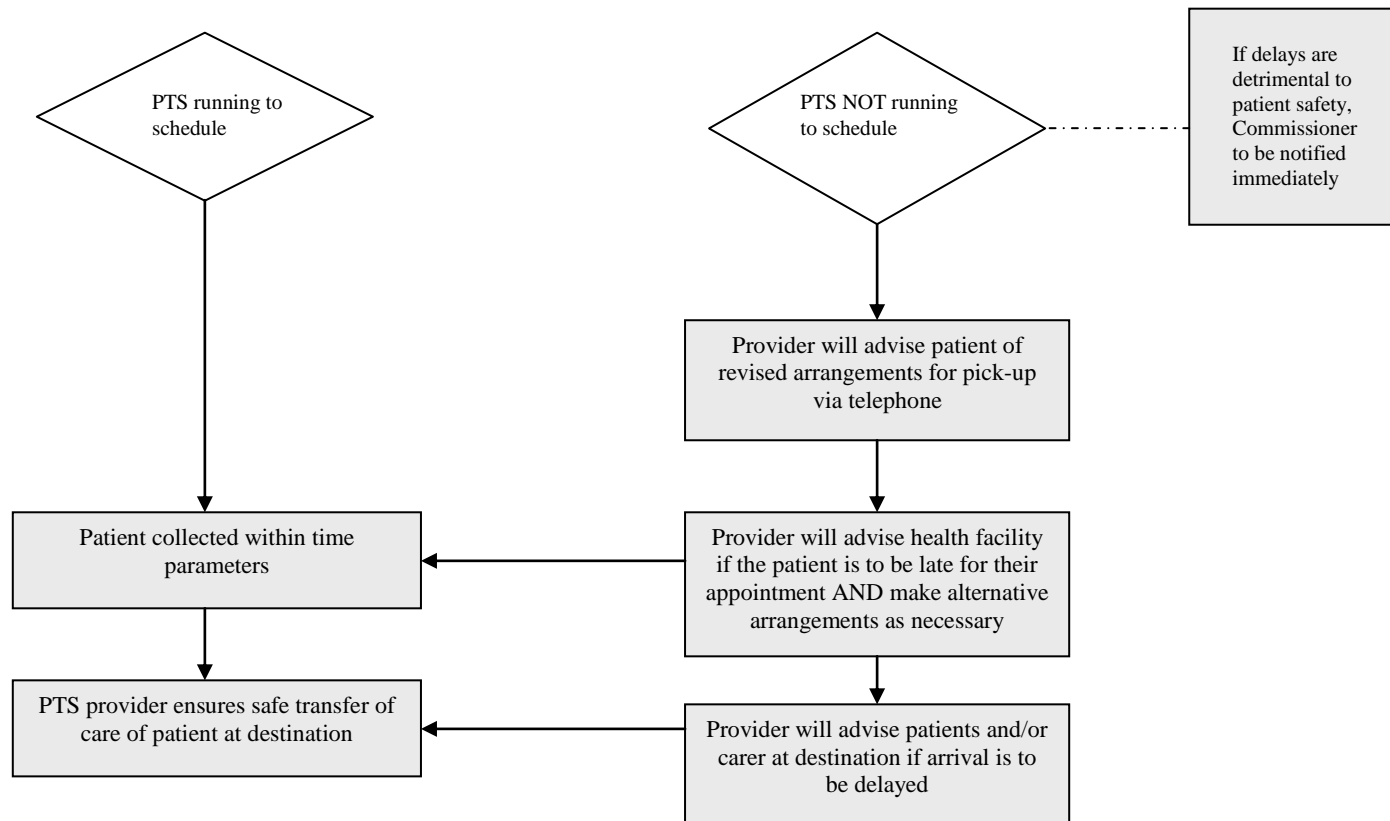 PTS running to
schedule
PTS NOT running
to schedule
If delays are
detrimental to
patient safety,
Commissioner
to be notified
immediately
Provider will advise patient of
revised arrangements for pick-up
via telephone
Patient collected within time
parameters
Provider will advise health facility
if the patient is to be late for their
appointment AND make alternative
arrangements as necessary
PTS provider ensures safe transfer of
care of patient at destination
Provider will advise patients and/or
carer at destination if arrival is to
be delayed